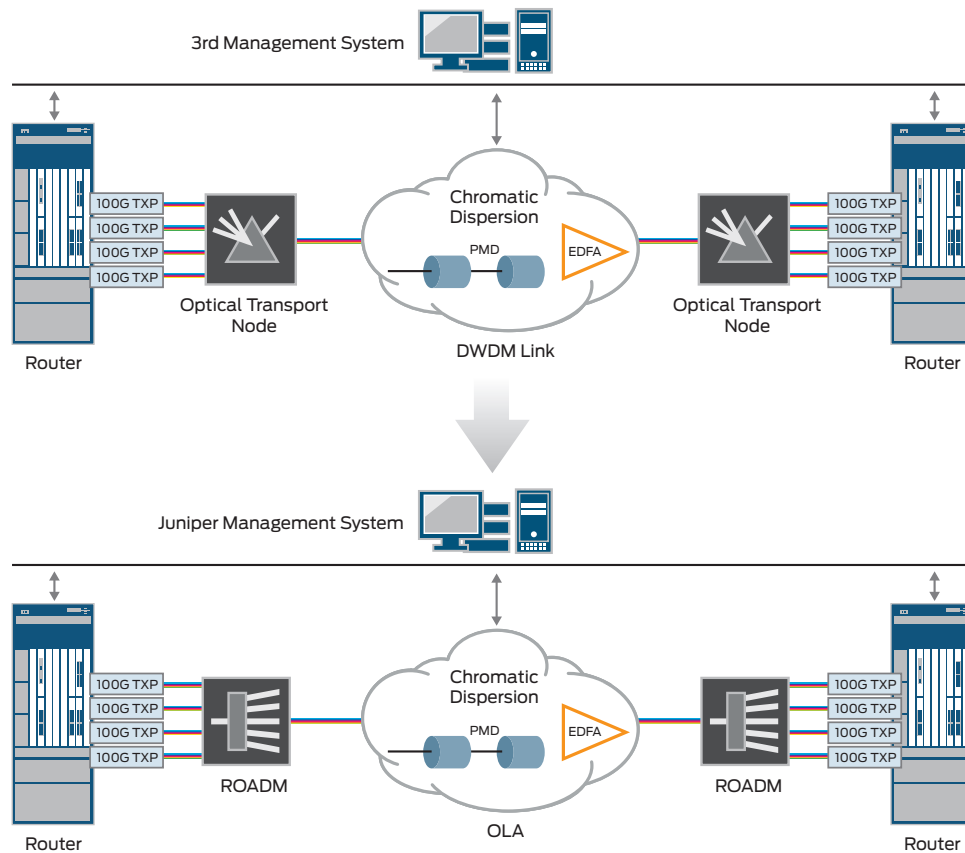 3rd Management System
100G TXP
100G TXP
100G TXP
100G TXP
Optical Transport
Node
Router
Chromatic
Dispersion
PMD
EDFA
DWDM Link
100G TXP
100G TXP
100G TXP
100G TXP
Optical Transport
Node
Router
Juniper Management System
100G TXP
100G TXP
100G TXP
100G TXP
ROADM
Router
Chromatic
Dispersion
PMD
EDFA
OLA
100G TXP
100G TXP
100G TXP
100G TXP
ROADM
Router